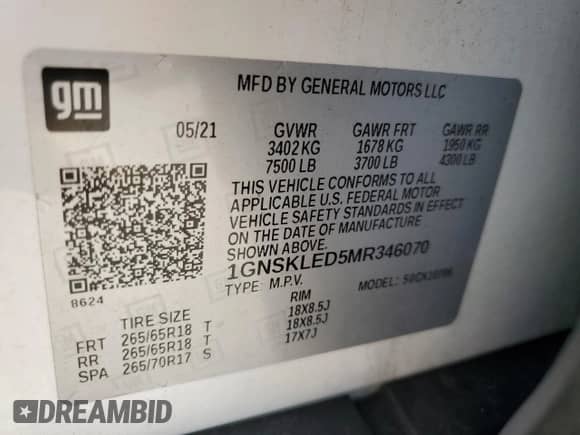 gm
MFD BY GENERAL MOTORS LLC
05/21 GVWR GAWR FRT GAWR RR
3402 KG 1678 KG 1950 KG
7500 LB 3700 LB 4300 LB
THIS VEHICLE CONFORMS TO ALL
APPLICABLE U.S. FEDERAL MOTOR
VEHICLE SAFETY STANDARDS IN EFFECT
ON THE DATE OF MANUFACTURE
SHOWN ABOVE.
1GNSKLED5MR346070
8624 TYPE: M.P.V. MODEL:
TIRE SIZE RIM
FRT 265/65R18 T 18X8.5J
RR 265/65R18 T 18X8.5J
SPA 265/70R17 S 17X7J
DREAMBID